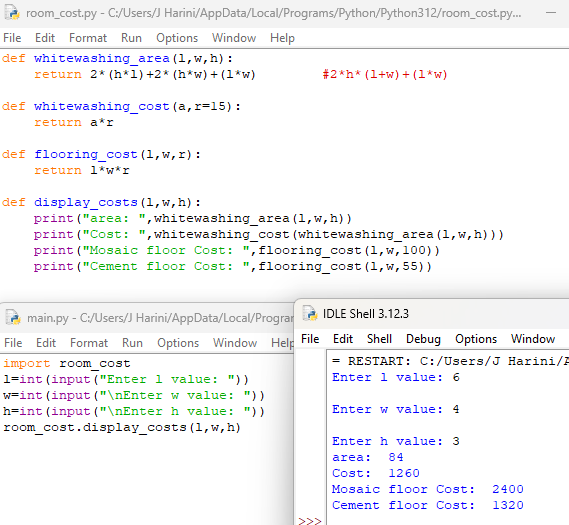 room_cost.py - C:/Users/J Harini/AppData/Local/Programs/Python/Python312/room_cost.py...
File Edit Format Run Options Window Help
def whitewashing_area(l,w,h):
    return 2*(h*l)+2*(h*w)+(l*w)         #2*h*(l+w)+(l*w)

def whitewashing_cost(a,r=15):
    return a*r

def flooring_cost(l,w,r):
    return l*w*r

def display_costs(l,w,h):
    print("area: ",whitewashing_area(l,w,h))
    print("Cost: ",whitewashing_cost(whitewashing_area(l,w,h)))
    print("Mosaic floor Cost: ",flooring_cost(l,w,100))
    print("Cement floor Cost: ",flooring_cost(l,w,55))
main.py - C:/Users/J Harini/AppData/Local/Progra
File Edit Format Run Options Window Help
import room_cost
l=int(input("Enter l value: "))
w=int(input("\nEnter w value: "))
h=int(input("\nEnter h value: "))
room_cost.display_costs(l,w,h)
IDLE Shell 3.12.3
File Edit Shell Debug Options Window
= RESTART: C:/Users/J Harini/A
Enter l value: 6

Enter w value: 4

Enter h value: 3
area:  84
Cost:  1260
Mosaic floor Cost:  2400
Cement floor Cost:  1320
>>>